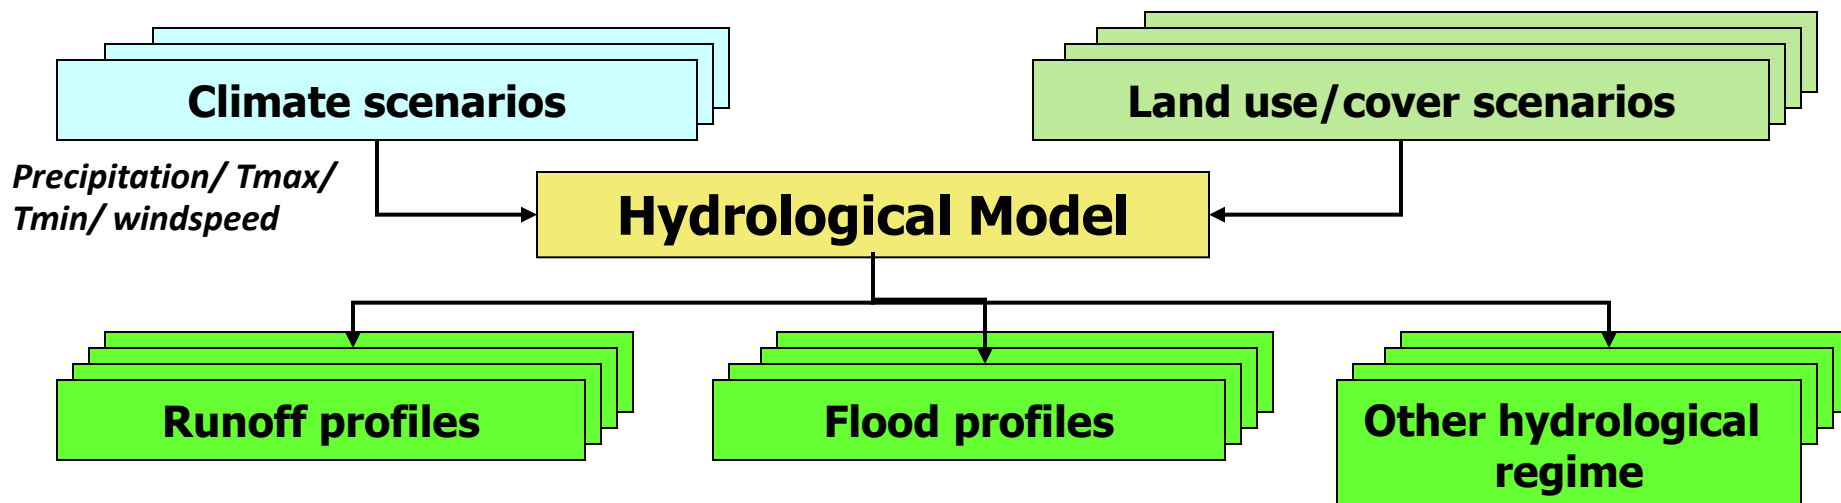 Climate scenarios
Land use/cover scenarios
Precipitation/ Tmax/
Tmin/ windspeed
Hydrological Model
Runoff profiles
Flood profiles
Other hydrological
regime